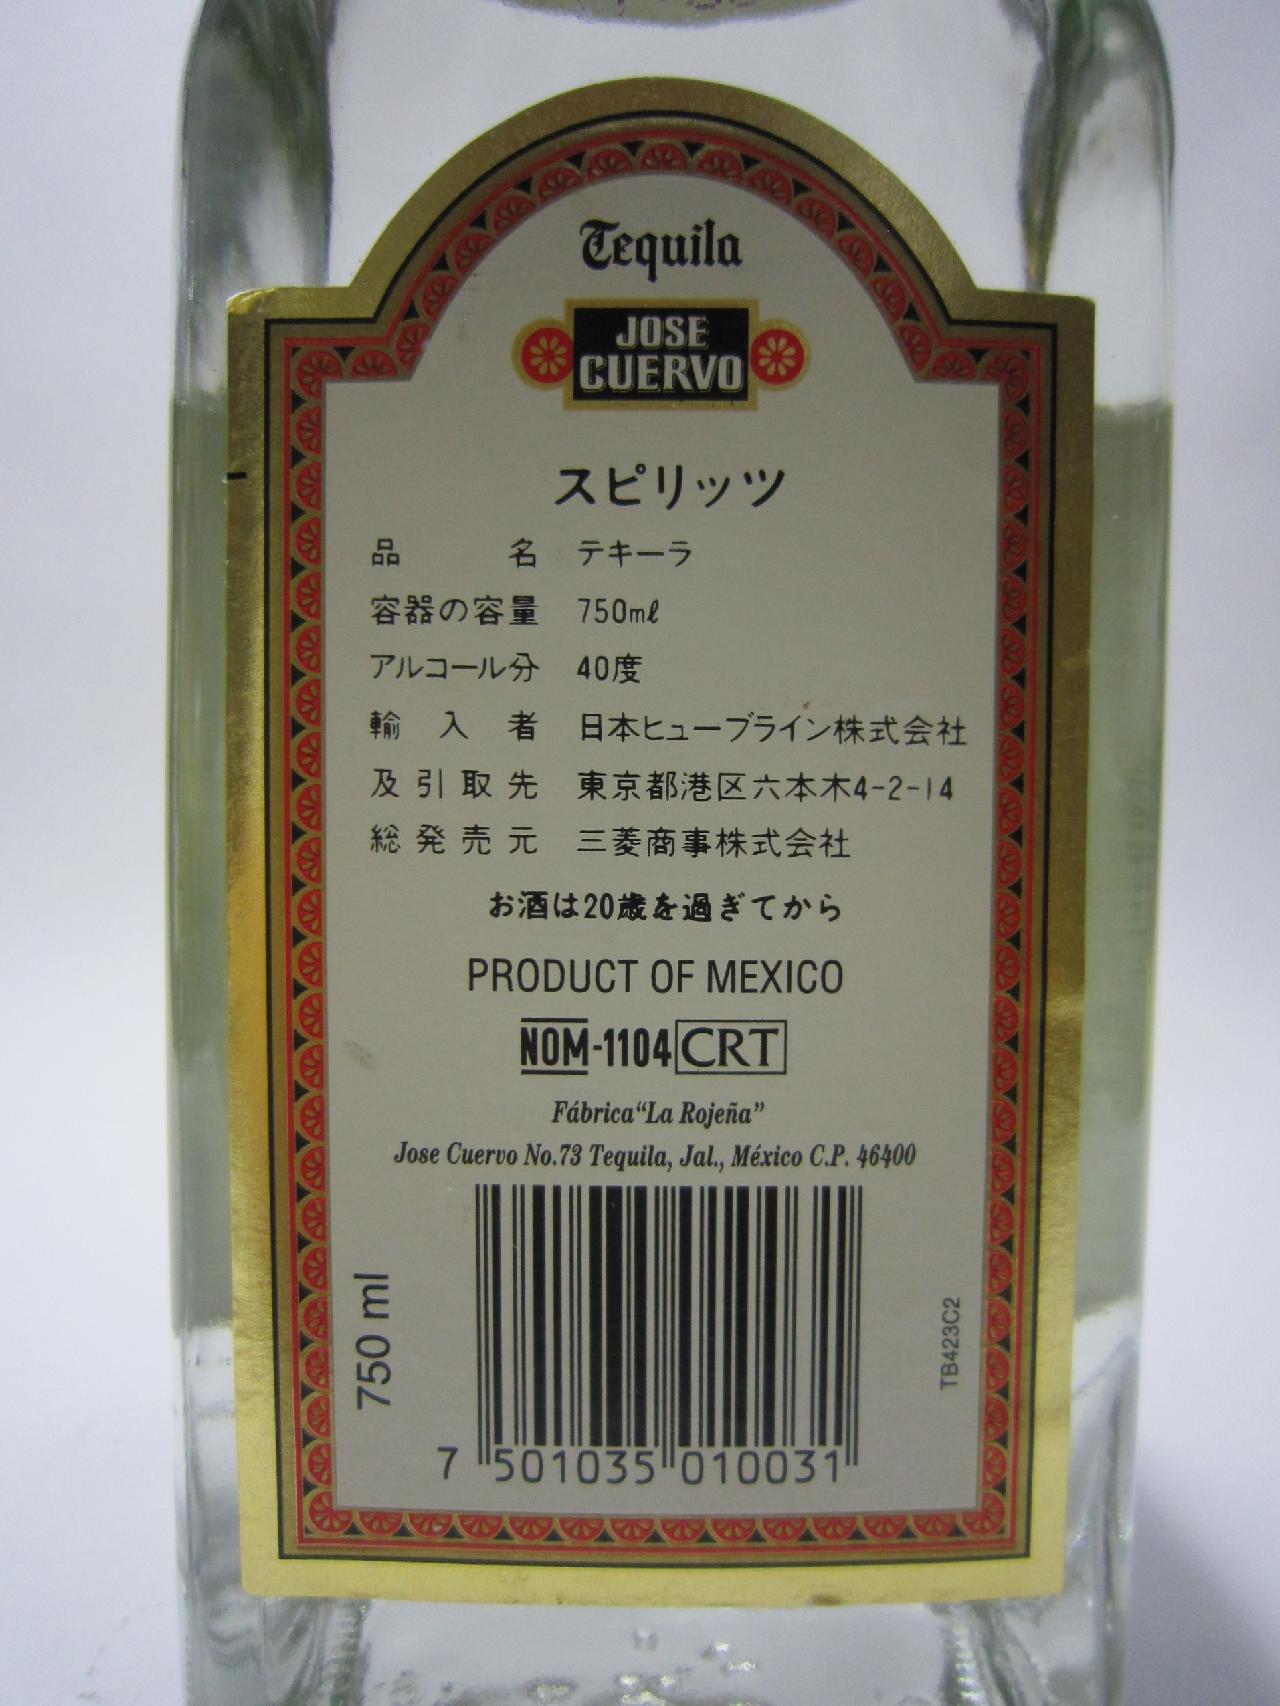 Tequila
JOSE
CUERVO
スピリッツ
品名 テキーラ
容器の容量 750mℓ
アルコール分 40度
輸入者 日本ヒューブライン株式会社
及引取先 東京都港区六本木4-2-14
総発売元 三菱商事株式会社
お酒は20歳を過ぎてから
PRODUCT OF MEXICO
NOM-1104 CRT
Fábrica“La Rojeña”
Jose Cuervo No.73 Tequila, Jal., México C.P. 46400
750 ml
TB423C2
7 501035 010031